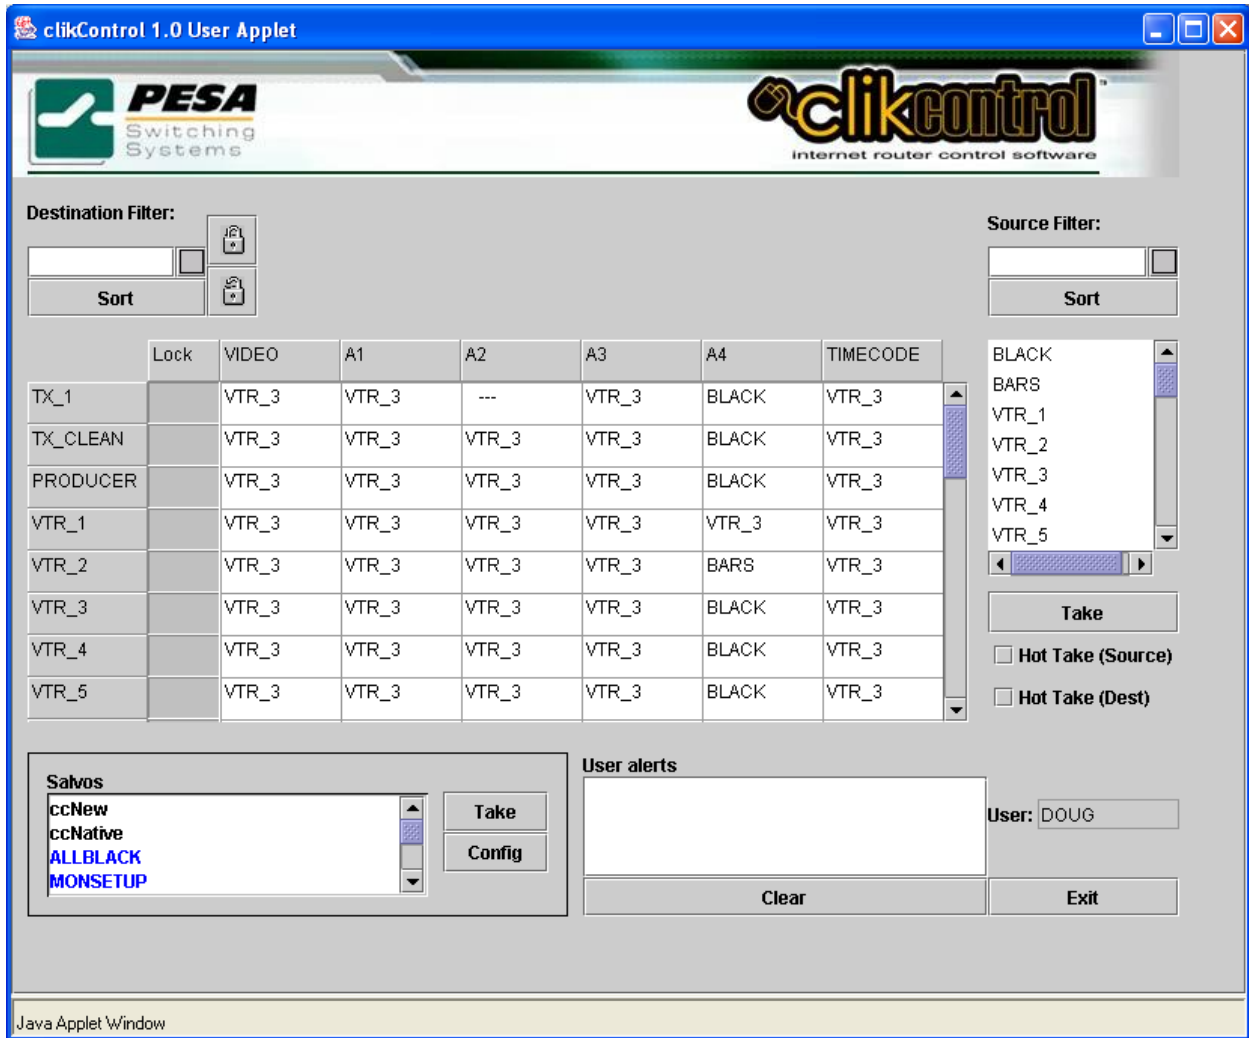 clikControl 1.0 User Applet
PESA
Switching
Systems
clikcontrol
internet router control software
Destination Filter:
Sort
Source Filter:
Sort
Lock VIDEO A1 A2 A3 A4 TIMECODE
TX_1 VTR_3 VTR_3 --- VTR_3 BLACK VTR_3
TX_CLEAN VTR_3 VTR_3 VTR_3 VTR_3 BLACK VTR_3
PRODUCER VTR_3 VTR_3 VTR_3 VTR_3 BLACK VTR_3
VTR_1 VTR_3 VTR_3 VTR_3 VTR_3 VTR_3 VTR_3
VTR_2 VTR_3 VTR_3 VTR_3 VTR_3 BARS VTR_3
VTR_3 VTR_3 VTR_3 VTR_3 VTR_3 BLACK VTR_3
VTR_4 VTR_3 VTR_3 VTR_3 VTR_3 BLACK VTR_3
VTR_5 VTR_3 VTR_3 VTR_3 VTR_3 BLACK VTR_3
BLACK
BARS
VTR_1
VTR_2
VTR_3
VTR_4
VTR_5
Take
Hot Take (Source)
Hot Take (Dest)
Salvos
ccNew
ccNative
ALLBLACK
MONSETUP
Take
Config
User alerts
Clear
User: DOUG
Exit
Java Applet Window